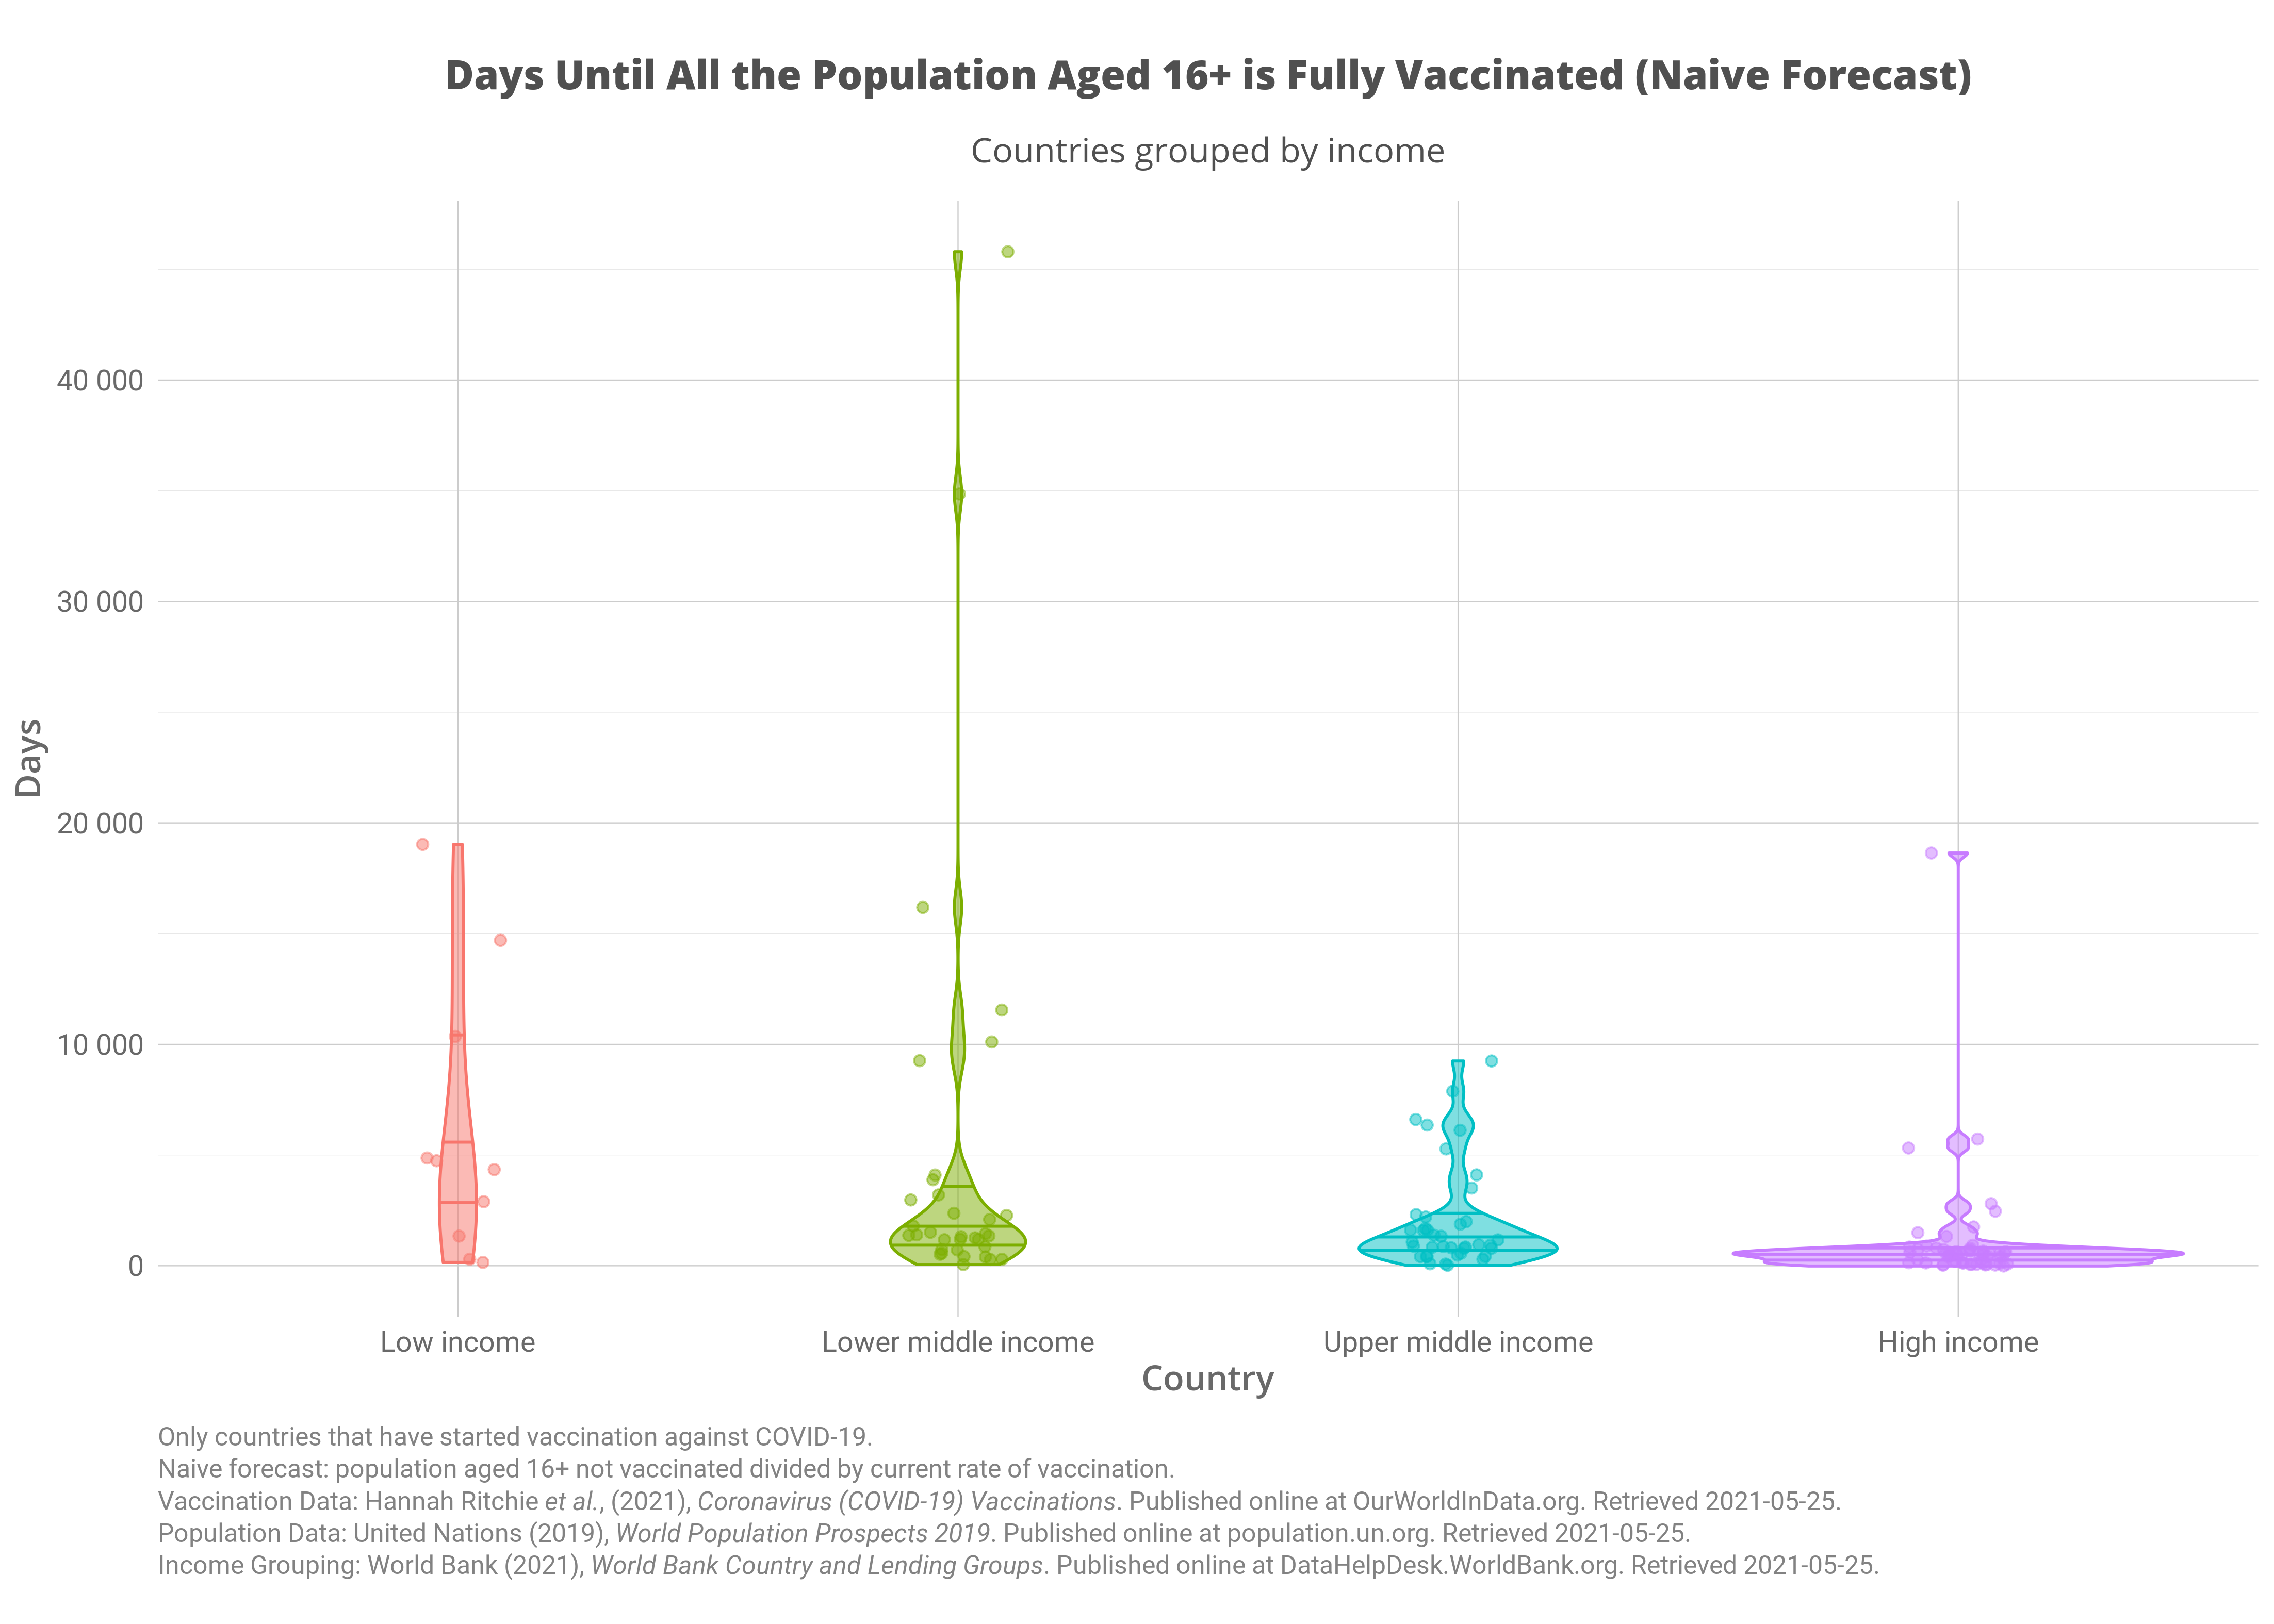 Days Until All the Population Aged 16+ is Fully Vaccinated (Naive Forecast)
Countries grouped by income
Days
40 000
30 000
20 000
10 000
0
Low income
Lower middle income
Upper middle income
High income
Country
Only countries that have started vaccination against COVID-19.
Naive forecast: population aged 16+ not vaccinated divided by current rate of vaccination.
Vaccination Data: Hannah Ritchie et al., (2021), Coronavirus (COVID-19) Vaccinations. Published online at OurWorldInData.org. Retrieved 2021-05-25.
Population Data: United Nations (2019), World Population Prospects 2019. Published online at population.un.org. Retrieved 2021-05-25.
Income Grouping: World Bank (2021), World Bank Country and Lending Groups. Published online at DataHelpDesk.WorldBank.org. Retrieved 2021-05-25.